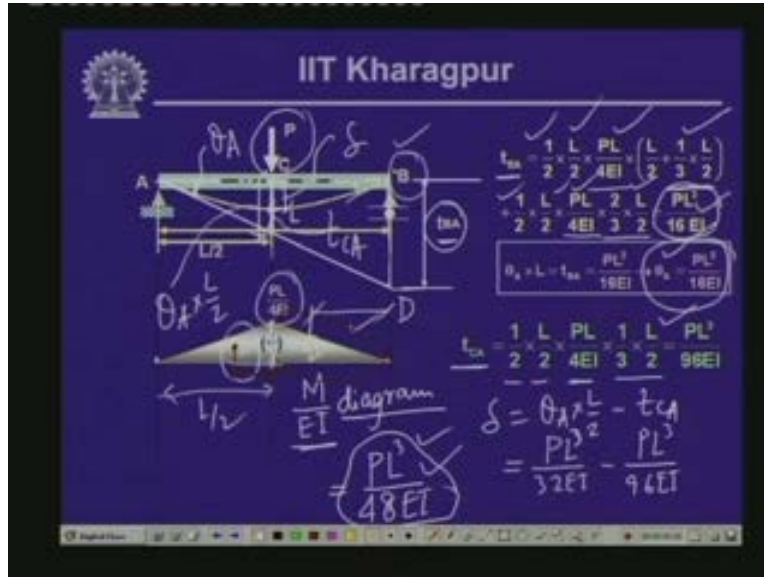 IIT Kharagpur
θA
P
δ
C
A
B
L/2
tCA
tBA
θA × L/2
PL/4EI
D
L/2
M/EI diagram
tBA = 1/2 × L/2 × PL/4EI × (L/2 + 1/3 × L/2)
+ 1/2 × L/2 × PL/4EI × 2/3 × L/2
PL³/16EI
θA × L = tBA = PL³/16EI
θA = PL²/16EI
tCA = 1/2 × L/2 × PL/4EI × 1/3 × L/2 = PL³/96EI
δ = θA × L/2 − tCA
= PL³/32EI − PL³/96EI
= PL³/48EI